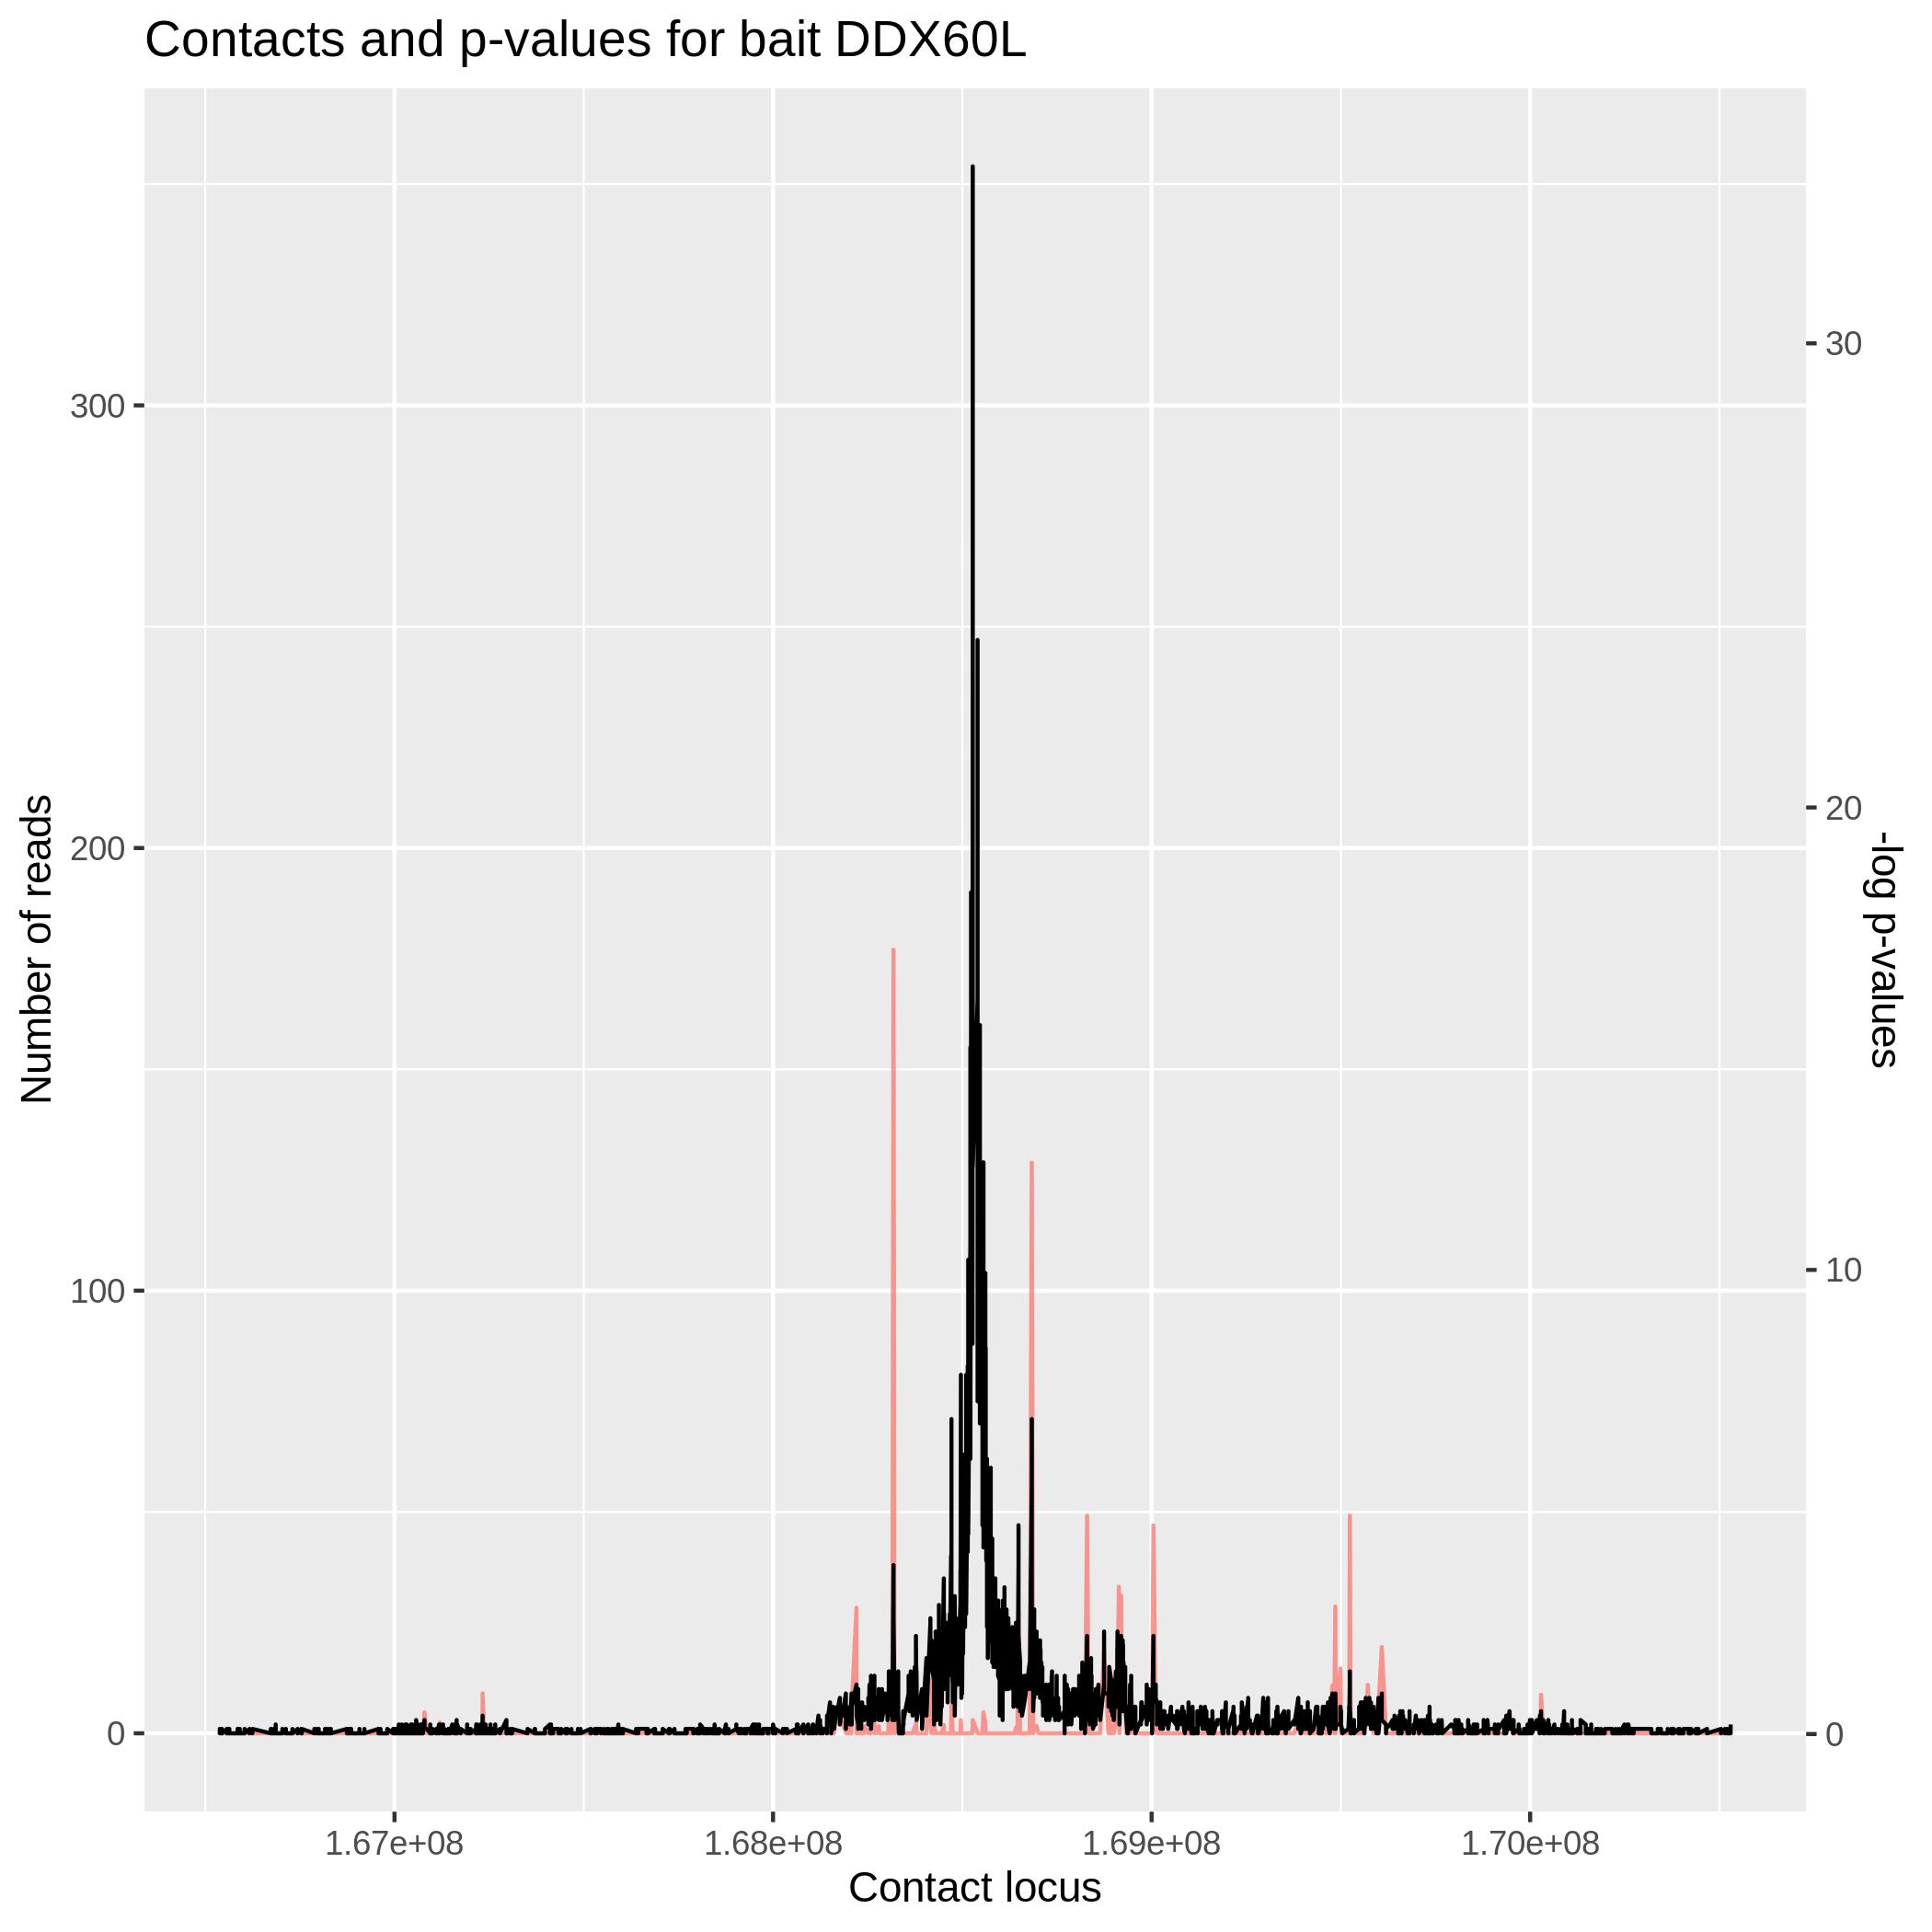 Contacts and p-values for bait DDX60L
Number of reads
300
200
100
0
30
20
10
0
-log p-values
1.67e+08 1.68e+08 1.69e+08 1.70e+08
Contact locus